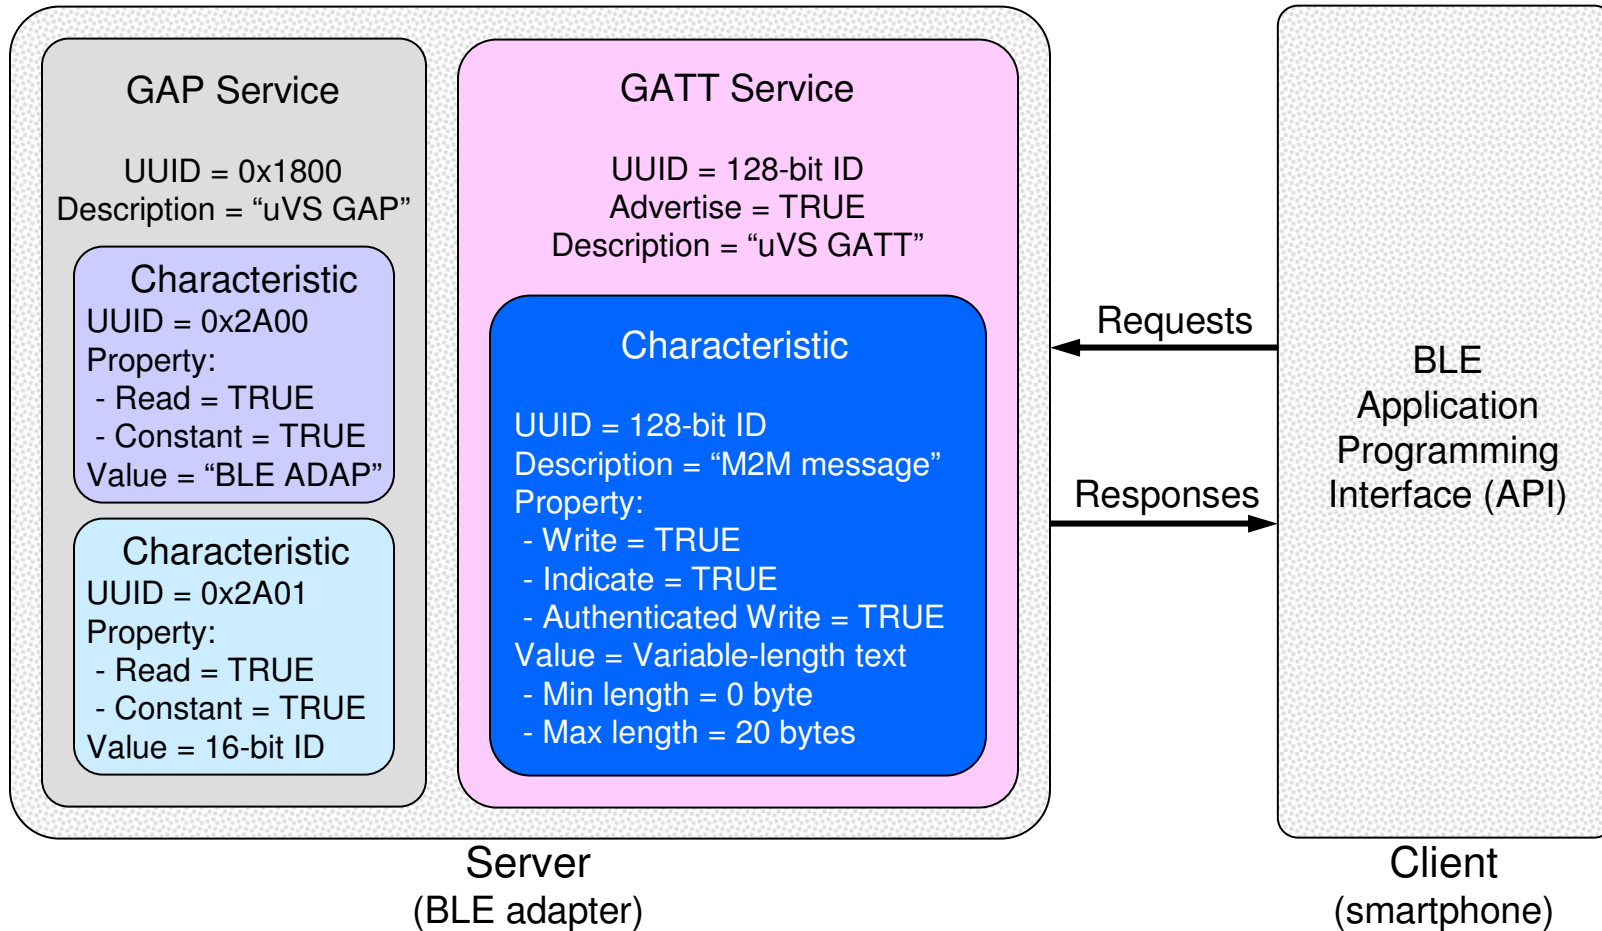 GAP Service
UUID = 0x1800
Description = “uVS GAP”
Characteristic
UUID = 0x2A00
Property:
- Read = TRUE
- Constant = TRUE
Value = “BLE ADAP”
Characteristic
UUID = 0x2A01
Property:
- Read = TRUE
- Constant = TRUE
Value = 16-bit ID
GATT Service
UUID = 128-bit ID
Advertise = TRUE
Description = “uVS GATT”
Characteristic
UUID = 128-bit ID
Description = “M2M message”
Property:
- Write = TRUE
- Indicate = TRUE
- Authenticated Write = TRUE
Value = Variable-length text
- Min length = 0 byte
- Max length = 20 bytes
Server
(BLE adapter)
Requests
Responses
BLE
Application
Programming
Interface (API)
Client
(smartphone)